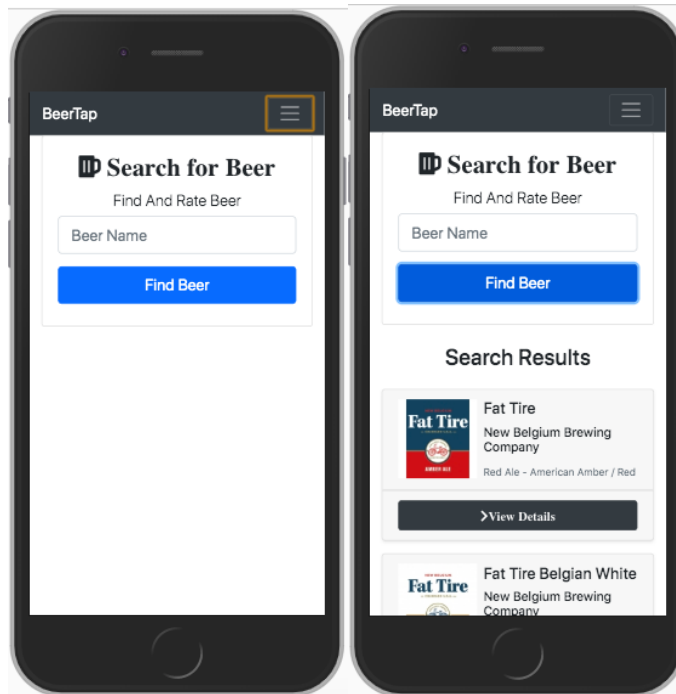 BeerTap
Search for Beer
Find And Rate Beer
Beer Name
Find Beer
BeerTap
Search for Beer
Find And Rate Beer
Beer Name
Find Beer
Search Results
Fat Tire
AMBER ALE
Fat Tire
New Belgium Brewing
Company
Red Ale - American Amber / Red
View Details
Fat Tire
Fat Tire Belgian White
New Belgium Brewing
Company